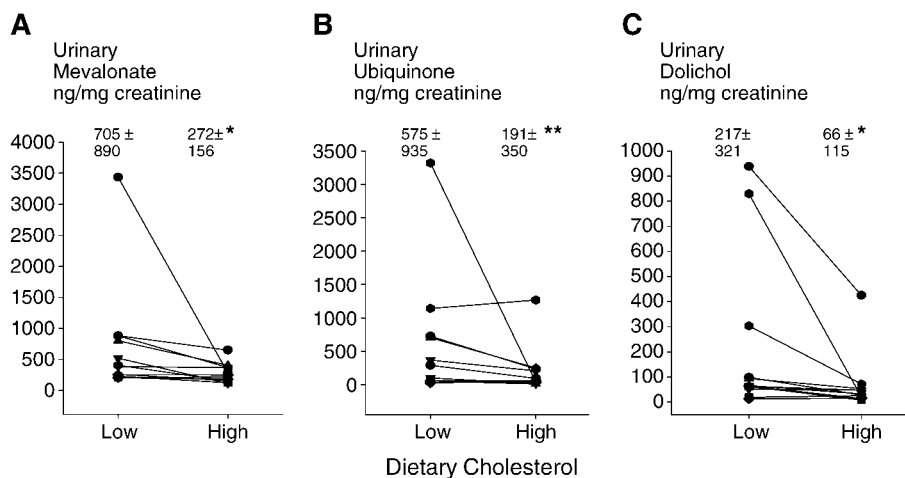 A
Urinary
Mevalonate
ng/mg creatinine
705 ± 272± *
890 156
4000
3500
3000
2500
2000
1500
1000
500
0
Low High
B
Urinary
Ubiquinone
ng/mg creatinine
575 ± 191± **
935 350
3500
3000
2500
2000
1500
1000
500
0
Low High
C
Urinary
Dolichol
ng/mg creatinine
217± 66 ± *
321 115
1000
900
800
700
600
500
400
300
200
100
0
Low High
Dietary Cholesterol